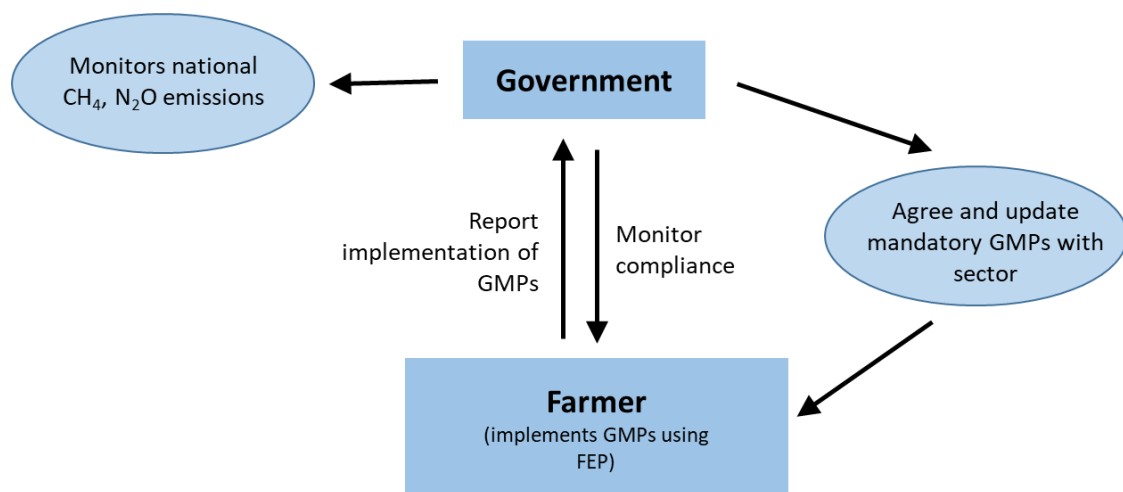 Monitors national
CH₄, N₂O emissions
Government
Agree and update
mandatory GMPs with
sector
Report
implementation of
GMPs
Monitor
compliance
Farmer
(implements GMPs using
FEP)